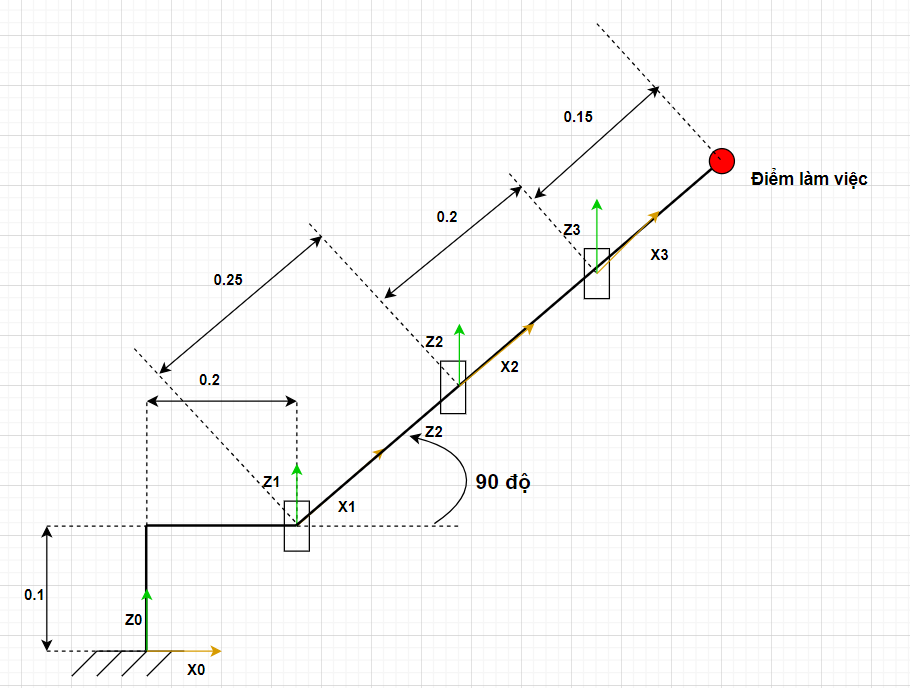 0.15
Điểm làm việc
0.2
Z3
X3
0.25
Z2
X2
0.2
Z2
Z1
90 độ
X1
0.1
Z0
X0